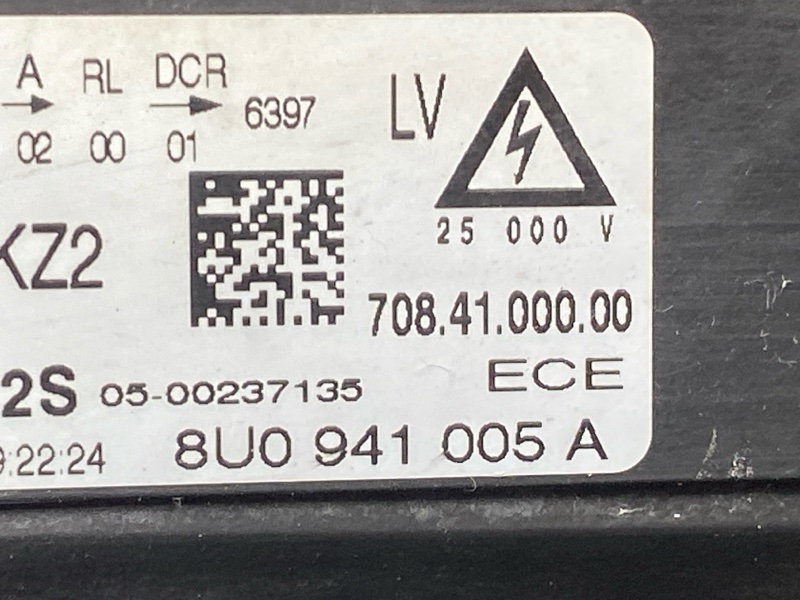 A RL DCR
6397
02 00 01
LV
25 000 V
KZ2
708.41.000.00
2S 05-00237135
ECE
:22:24
8U0 941 005 A